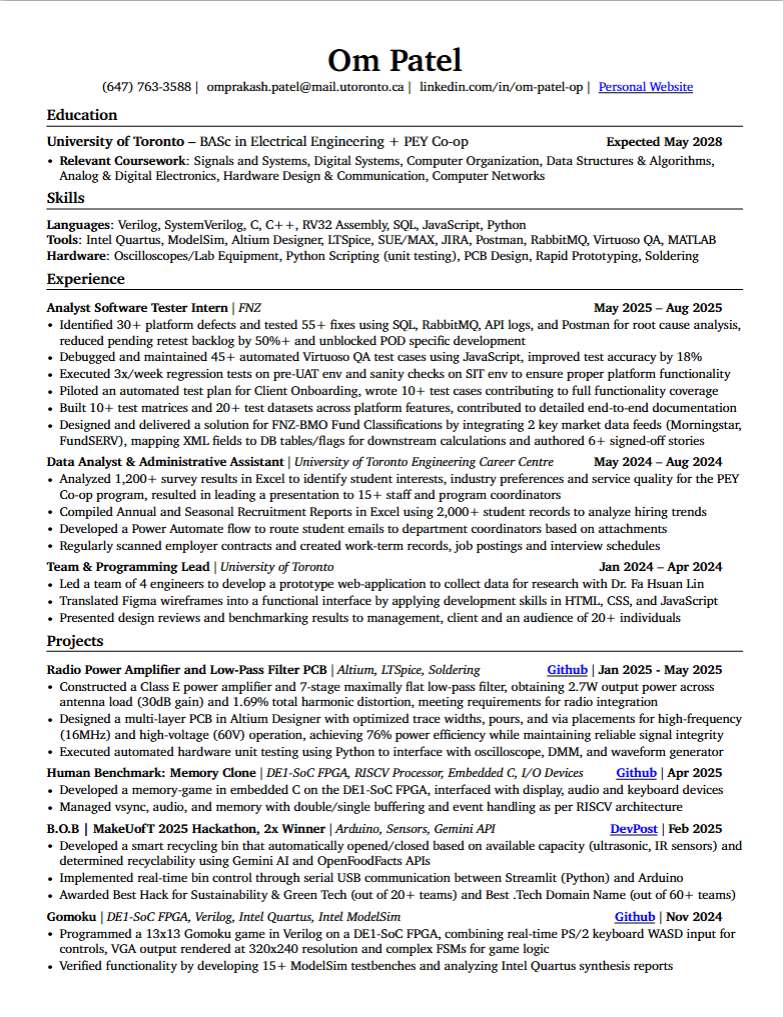 Om Patel
(647) 763-3588 | omprakash.patel@mail.utoronto.ca | linkedin.com/in/om-patel-op | Personal Website
Education
University of Toronto – BASc in Electrical Engineering + PEY Co-op Expected May 2028
• Relevant Coursework: Signals and Systems, Digital Systems, Computer Organization, Data Structures & Algorithms,
Analog & Digital Electronics, Hardware Design & Communication, Computer Networks
Skills
Languages: Verilog, SystemVerilog, C, C++, RV32 Assembly, SQL, JavaScript, Python
Tools: Intel Quartus, ModelSim, Altium Designer, LTSpice, SUE/MAX, JIRA, Postman, RabbitMQ, Virtuoso QA, MATLAB
Hardware: Oscilloscopes/Lab Equipment, Python Scripting (unit testing), PCB Design, Rapid Prototyping, Soldering
Experience
Analyst Software Tester Intern | FNZ May 2025 – Aug 2025
• Identified 30+ platform defects and tested 55+ fixes using SQL, RabbitMQ, API logs, and Postman for root cause analysis,
reduced pending retest backlog by 50%+ and unblocked POD specific development
• Debugged and maintained 45+ automated Virtuoso QA test cases using JavaScript, improved test accuracy by 18%
• Executed 3x/week regression tests on pre-UAT env and sanity checks on SIT env to ensure proper platform functionality
• Piloted an automated test plan for Client Onboarding, wrote 10+ test cases contributing to full functionality coverage
• Built 10+ test matrices and 20+ test datasets across platform features, contributed to detailed end-to-end documentation
• Designed and delivered a solution for FNZ-BMO Fund Classifications by integrating 2 key market data feeds (Morningstar,
FundSERV), mapping XML fields to DB tables/flags for downstream calculations and authored 6+ signed-off stories
Data Analyst & Administrative Assistant | University of Toronto Engineering Career Centre May 2024 – Aug 2024
• Analyzed 1,200+ survey results in Excel to identify student interests, industry preferences and service quality for the PEY
Co-op program, resulted in leading a presentation to 15+ staff and program coordinators
• Compiled Annual and Seasonal Recruitment Reports in Excel using 2,000+ student records to analyze hiring trends
• Developed a Power Automate flow to route student emails to department coordinators based on attachments
• Regularly scanned employer contracts and created work-term records, job postings and interview schedules
Team & Programming Lead | University of Toronto Jan 2024 – Apr 2024
• Led a team of 4 engineers to develop a prototype web-application to collect data for research with Dr. Fa Hsuan Lin
• Translated Figma wireframes into a functional interface by applying development skills in HTML, CSS, and JavaScript
• Presented design reviews and benchmarking results to management, client and an audience of 20+ individuals
Projects
Radio Power Amplifier and Low-Pass Filter PCB | Altium, LTSpice, Soldering Github | Jan 2025 - May 2025
• Constructed a Class E power amplifier and 7-stage maximally flat low-pass filter, obtaining 2.7W output power across
antenna load (30dB gain) and 1.69% total harmonic distortion, meeting requirements for radio integration
• Designed a multi-layer PCB in Altium Designer with optimized trace widths, pours, and via placements for high-frequency
(16MHz) and high-voltage (60V) operation, achieving 76% power efficiency while maintaining reliable signal integrity
• Executed automated hardware unit testing using Python to interface with oscilloscope, DMM, and waveform generator
Human Benchmark: Memory Clone | DE1-SoC FPGA, RISCV Processor, Embedded C, I/O Devices Github | Apr 2025
• Developed a memory-game in embedded C on the DE1-SoC FPGA, interfaced with display, audio and keyboard devices
• Managed vsync, audio, and memory with double/single buffering and event handling as per RISCV architecture
B.O.B | MakeUofT 2025 Hackathon, 2x Winner | Arduino, Sensors, Gemini API DevPost | Feb 2025
• Developed a smart recycling bin that automatically opened/closed based on available capacity (ultrasonic, IR sensors) and
determined recyclability using Gemini AI and OpenFoodFacts APIs
• Implemented real-time bin control through serial USB communication between Streamlit (Python) and Arduino
• Awarded Best Hack for Sustainability & Green Tech (out of 20+ teams) and Best .Tech Domain Name (out of 60+ teams)
Gomoku | DE1-SoC FPGA, Verilog, Intel Quartus, Intel ModelSim Github | Nov 2024
• Programmed a 13x13 Gomoku game in Verilog on a DE1-SoC FPGA, combining real-time PS/2 keyboard WASD input for
controls, VGA output rendered at 320x240 resolution and complex FSMs for game logic
• Verified functionality by developing 15+ ModelSim testbenches and analyzing Intel Quartus synthesis reports